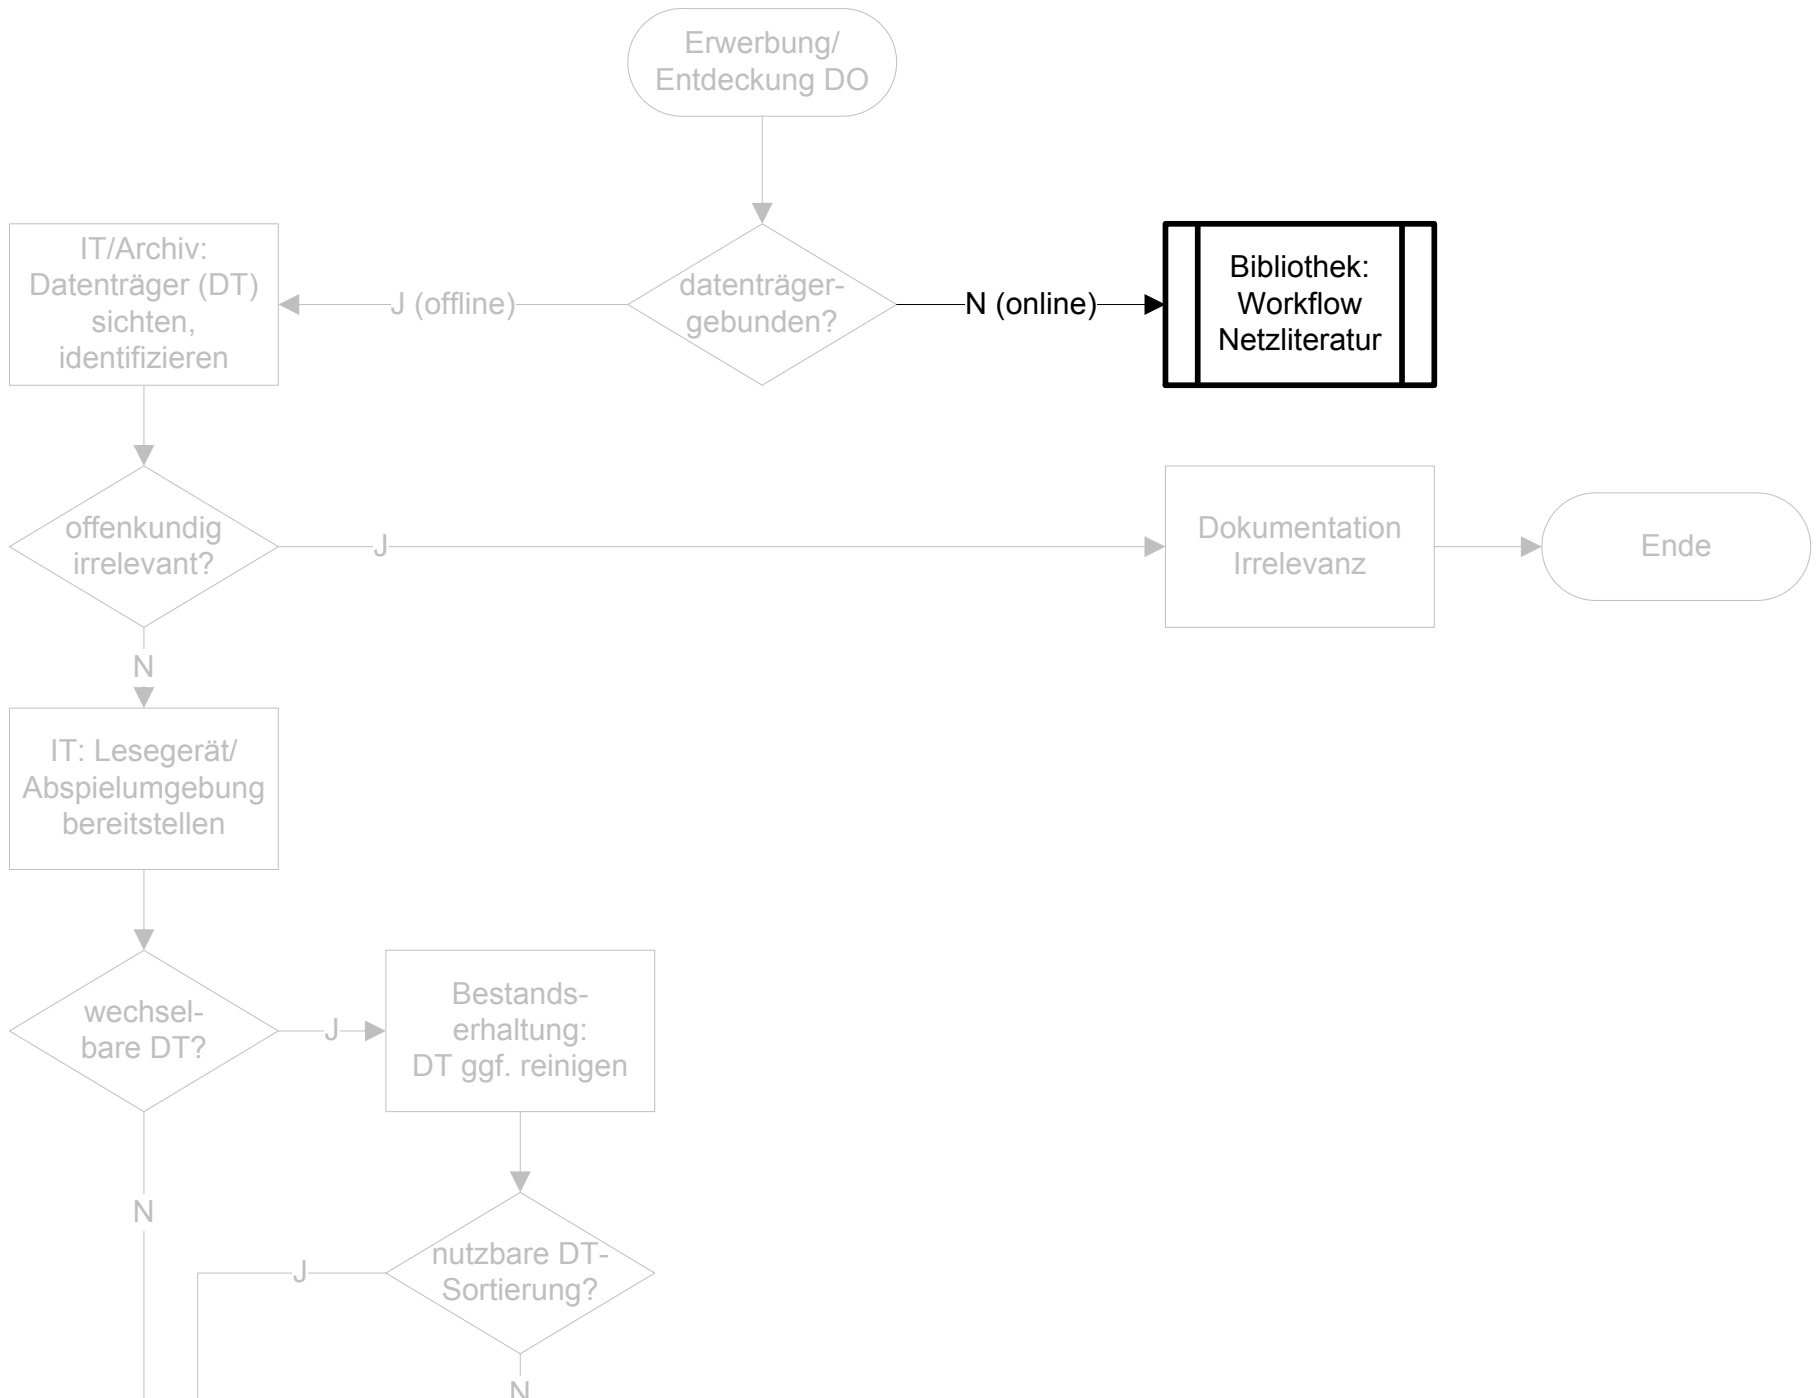 Erwerbung/
Entdeckung DO
IT/Archiv:
Datenträger (DT)
sichten,
identifizieren
J (offline)
datenträger-
gebunden?
N (online)
Bibliothek:
Workflow
Netzliteratur
offenkundig
irrelevant?
J
Dokumentation
Irrelevanz
Ende
N
IT: Lesegerät/
Abspielumgebung
bereitstellen
wechsel-
bare DT?
J
Bestands-
erhaltung:
DT ggf. reinigen
N
J
nutzbare DT-
Sortierung?
N